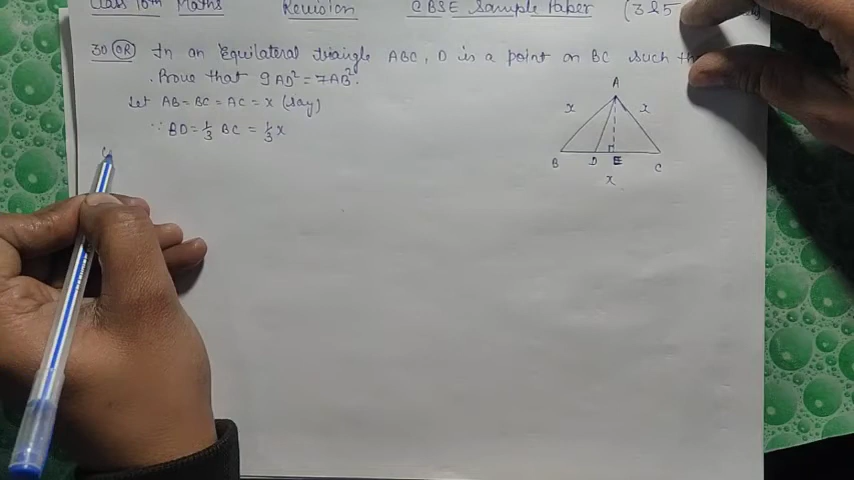 Class 10th Maths Revision CBSE Sample Paper (3&5
30 (OR) In an Equilateral triangle ABC, D is a point on BC such th
. Prove that 9AD² = 7AB².
Let AB = BC = AC = x (say)
∵ BD = 1/3 BC = 1/3 x
A
x x
B D E C
x